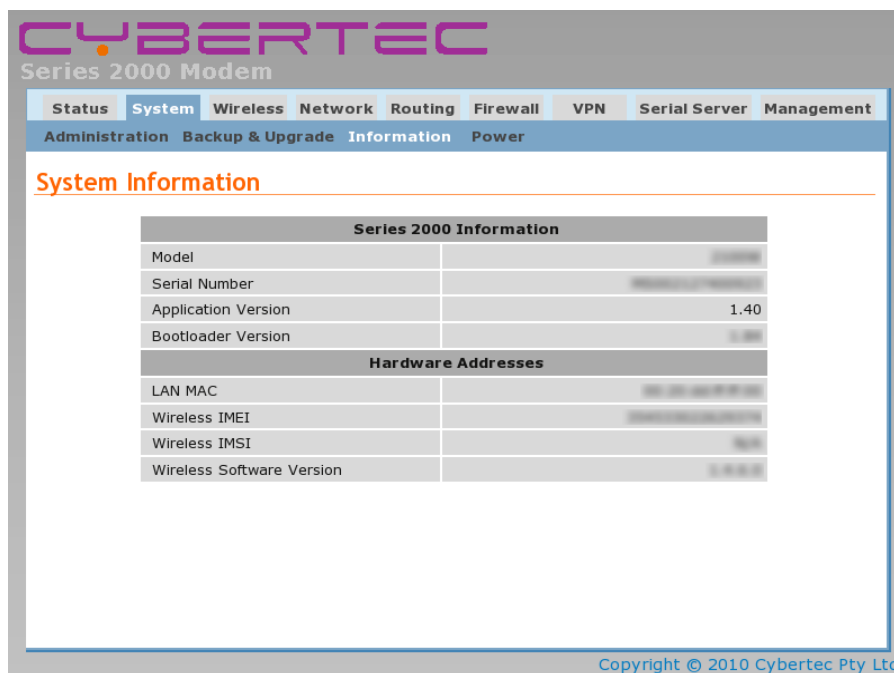 CYBERTEC
Series 2000 Modem
Status System Wireless Network Routing Firewall VPN Serial Server Management
Administration Backup & Upgrade Information Power
System Information
Series 2000 Information
Model
Serial Number
Application Version 1.40
Bootloader Version
Hardware Addresses
LAN MAC
Wireless IMEI
Wireless IMSI
Wireless Software Version
Copyright © 2010 Cybertec Pty Ltd